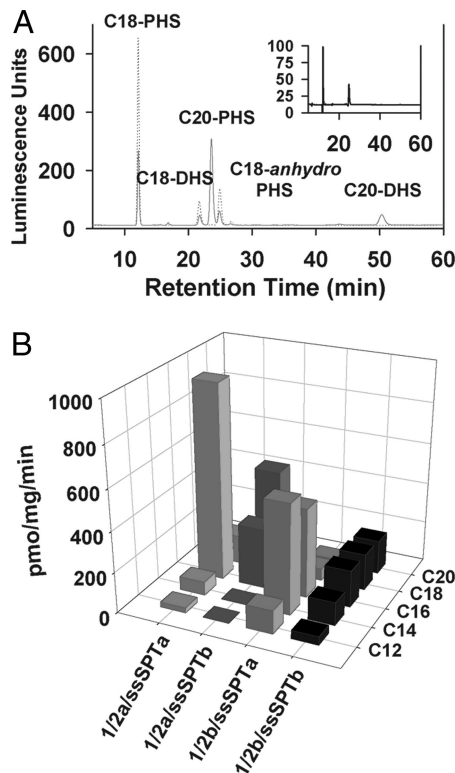 A
C18-PHS
C20-PHS
C18-DHS
C18-anhydro
PHS
C20-DHS
Luminescence Units
600
400
200
0
10 20 30 40 50 60
Retention Time (min)
100
75
50
25
0
20 40 60
B
pmo/mg/min
1000
800
600
400
200
0
1/2a/ssSPTa
1/2a/ssSPTb
1/2b/ssSPTa
1/2b/ssSPTb
C20
C18
C16
C14
C12